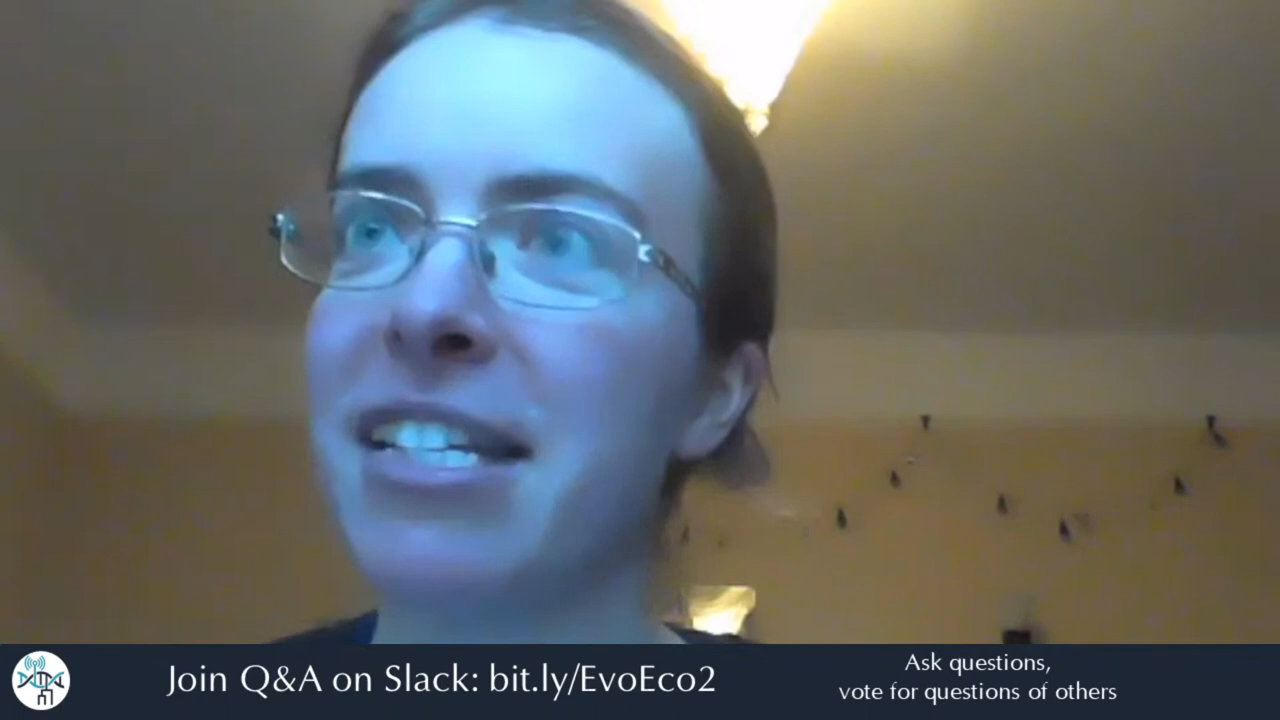 Join Q&A on Slack: bit.ly/EvoEco2
Ask questions,
vote for questions of others